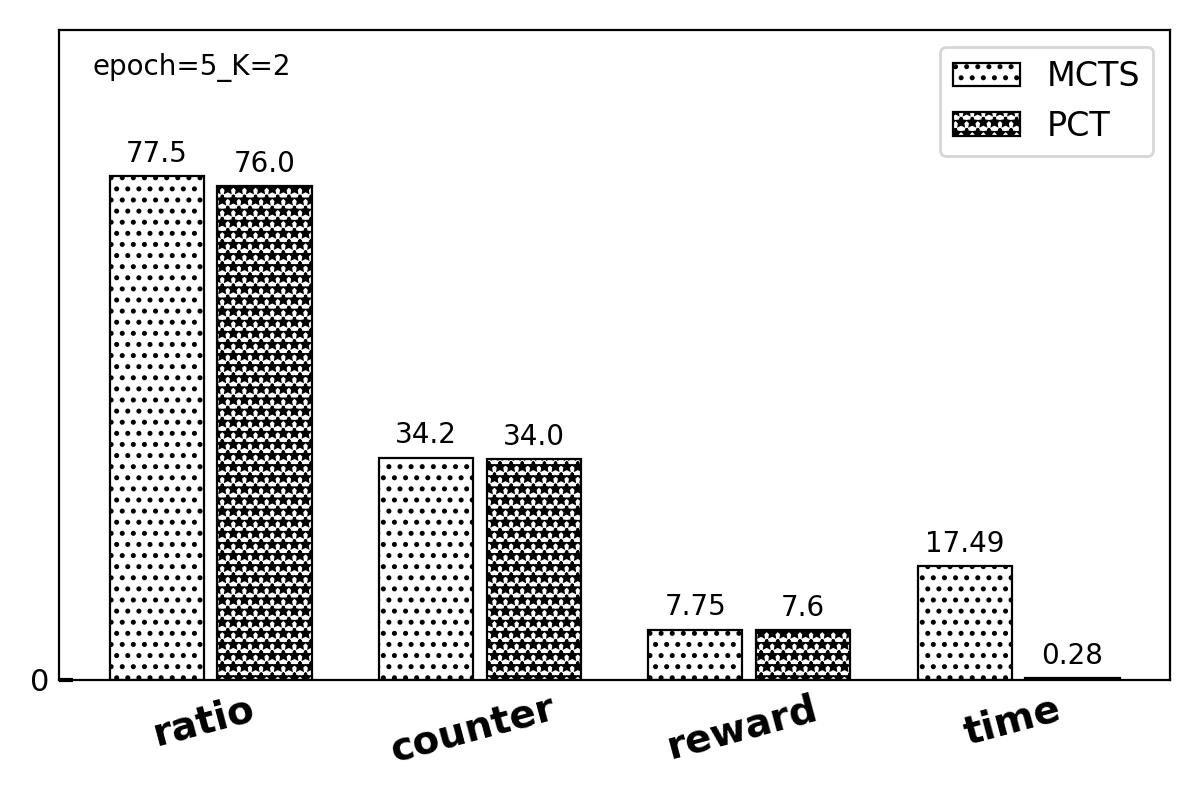 epoch=5_K=2
MCTS
PCT
77.5
76.0
34.2
34.0
7.75
7.6
17.49
0.28
0
ratio
counter
reward
time